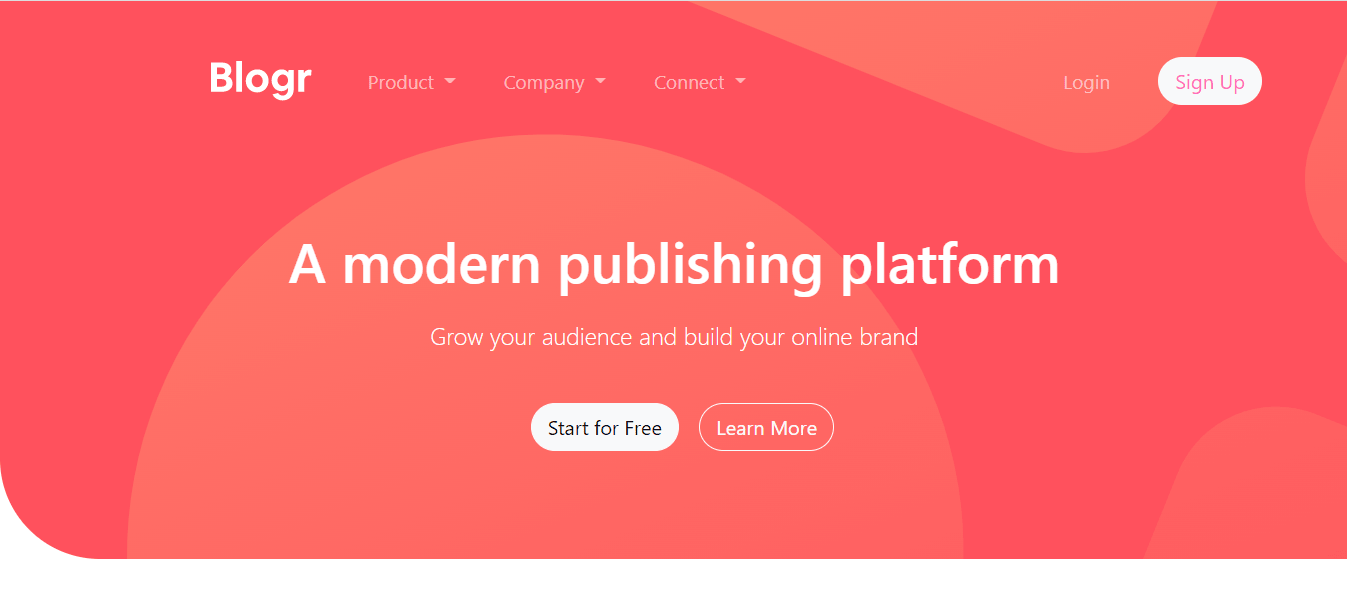 Blogr Product Company Connect Login Sign Up
A modern publishing platform
Grow your audience and build your online brand
Start for Free Learn More